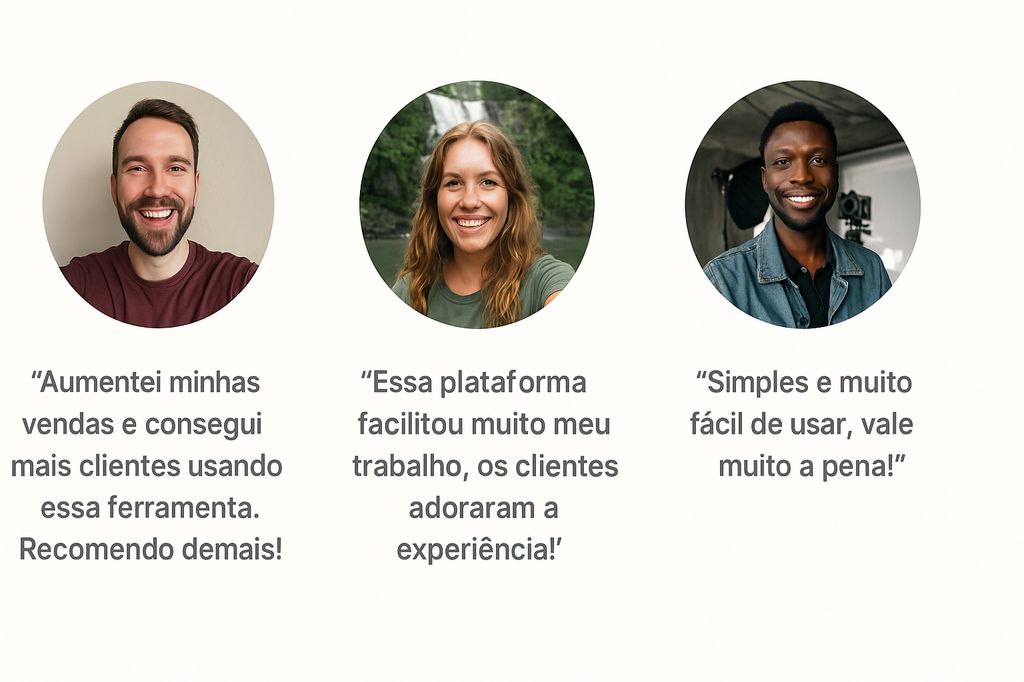 “Aumentei minhas
vendas e consegui
mais clientes usando
essa ferramenta.
Recomendo demais!
“Essa plataforma
facilitou muito meu
trabalho, os clientes
adoraram a
experiência!’
“Simples e muito
fácil de usar, vale
muito a pena!”